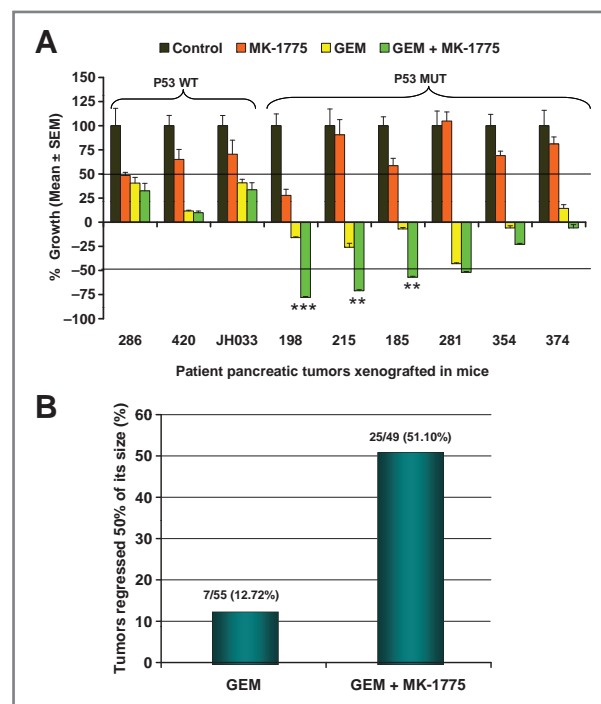 A
Control MK-1775 GEM GEM + MK-1775
P53 WT P53 MUT
% Growth (Mean ± SEM)
150
125
100
75
50
25
0
−25
−50
−75
−100
*** ** **
286 420 JH033 198 215 185 281 354 374
Patient pancreatic tumors xenografted in mice
B
Tumors regressed 50% of its size (%)
60
50
40
30
20
10
0
25/49 (51.10%)
7/55 (12.72%)
GEM GEM + MK-1775